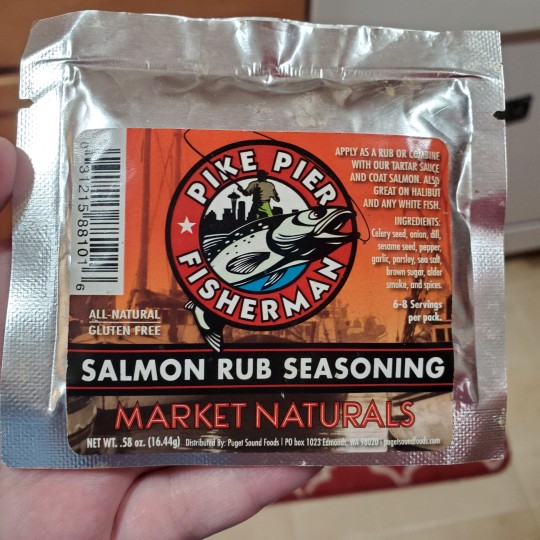 PIKE PIER
FISHERMAN
APPLY AS A RUB OR COMBINE
WITH OUR TARTAR SAUCE
AND COAT SALMON. ALSO
GREAT ON HALIBUT
AND ANY WHITE FISH.
INGREDIENTS:
Celery seed, onion, dill,
sesame seed, pepper,
garlic, parsley, sea salt,
brown sugar, alder
smoke, and spices.
6-8 Servings
per pack.
ALL-NATURAL
GLUTEN FREE
SALMON RUB SEASONING
MARKET NATURALS
NET WT. .58 oz. (16.44g) Distributed By: Puget Sound Foods | PO box 1023 Edmonds, WA 98020 | pugetsoundfoods.com